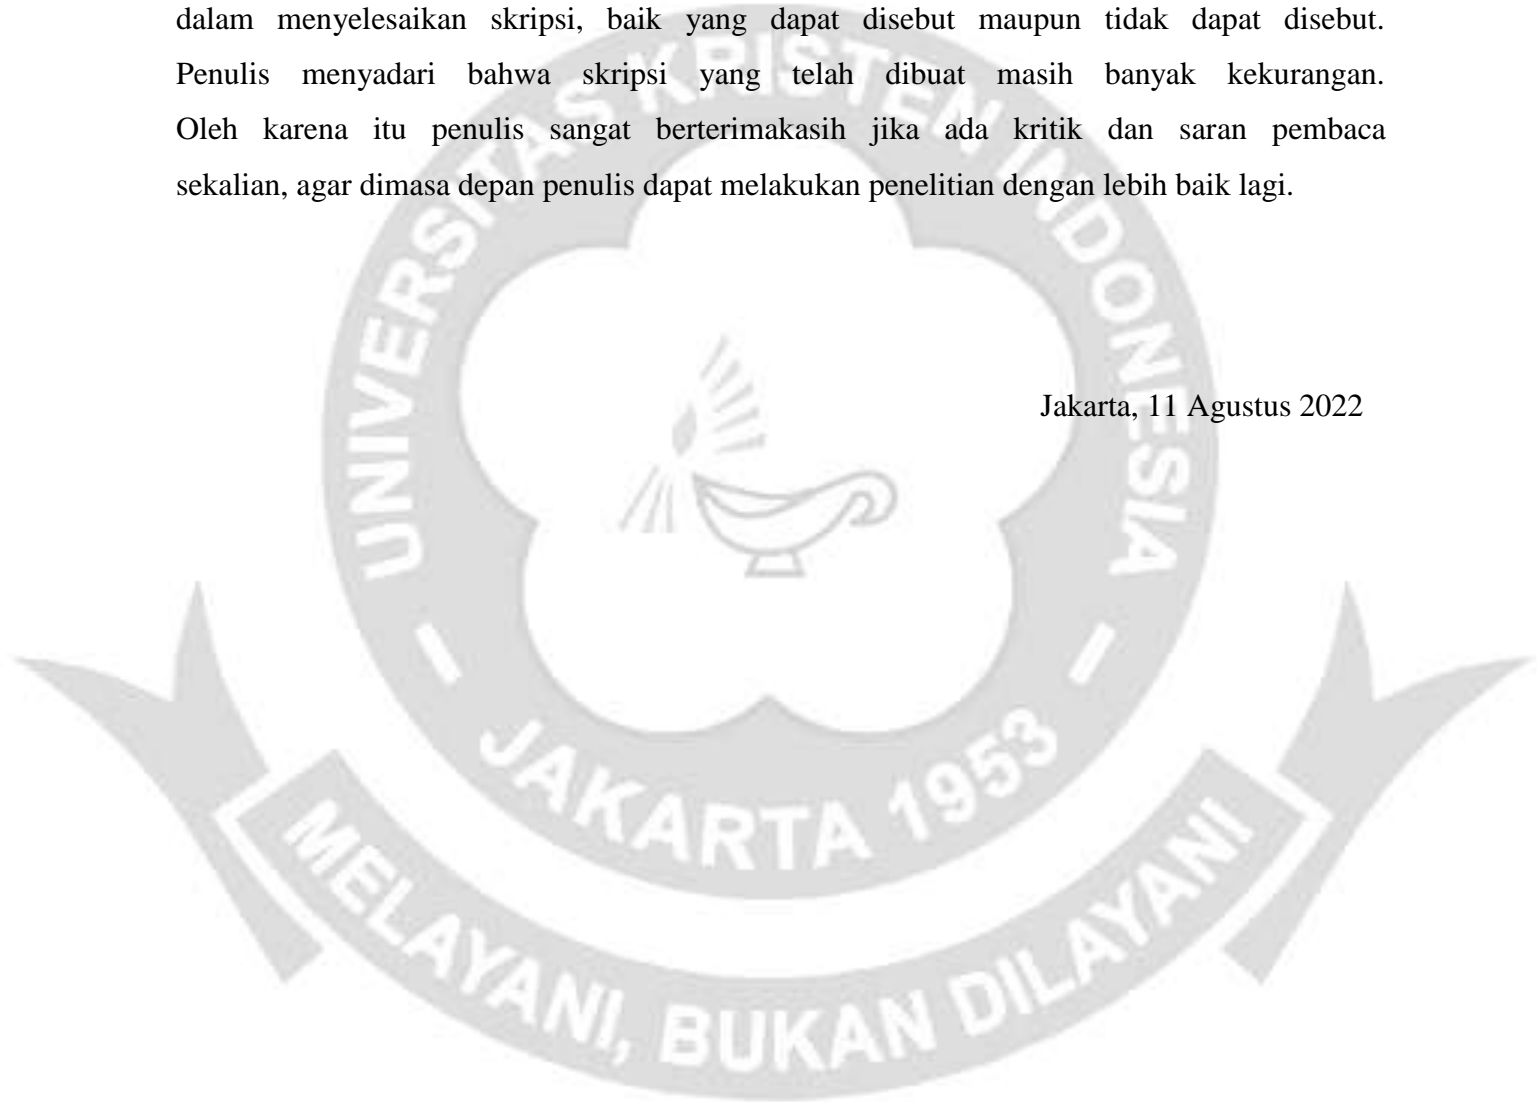 dalam menyelesaikan skripsi, baik yang dapat disebut maupun tidak dapat disebut.
Penulis menyadari bahwa skripsi yang telah dibuat masih banyak kekurangan.
Oleh karena itu penulis sangat berterimakasih jika ada kritik dan saran pembaca
sekalian, agar dimasa depan penulis dapat melakukan penelitian dengan lebih baik lagi.
Jakarta, 11 Agustus 2022
UNIVERSITAS KRISTEN INDONESIA
- JAKARTA 1953 -
MELAYANI, BUKAN DILAYANI